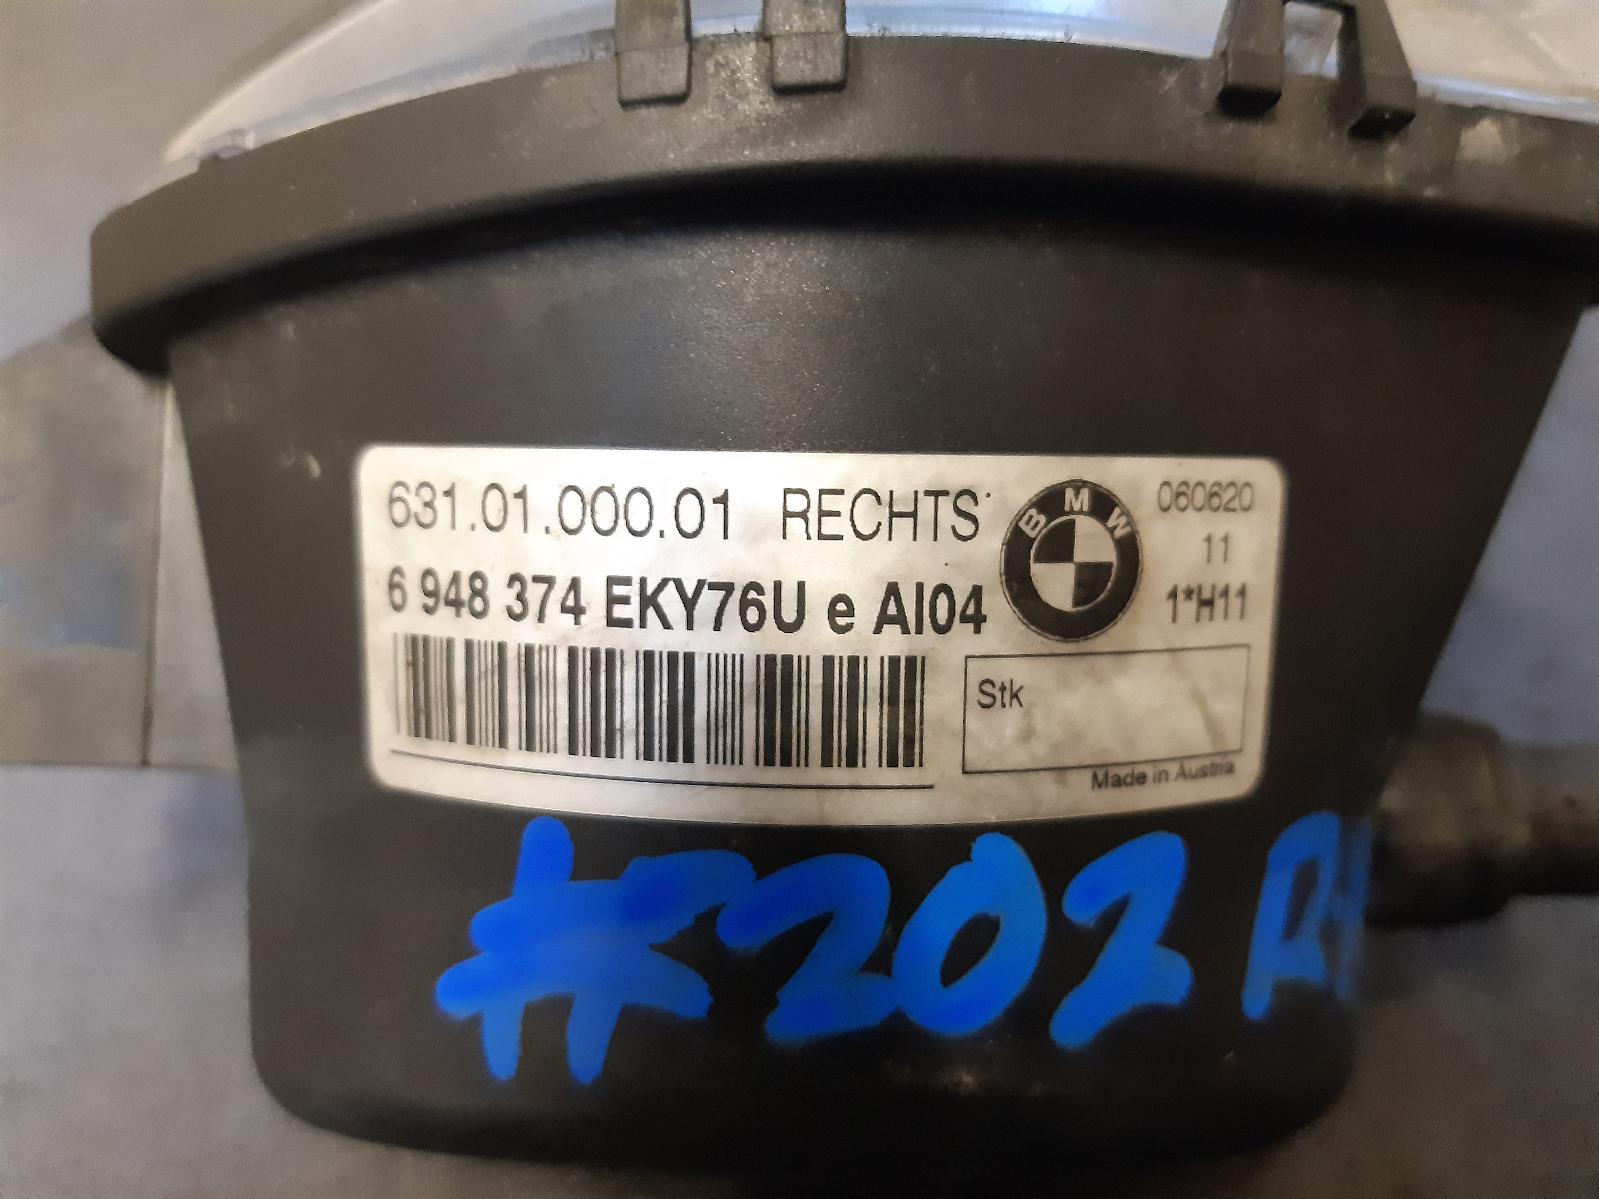 631.01.000.01 RECHTS
BMW
060620
11
6 948 374 EKY76U e AI04
1*H11
Stk
Made in Austria
#202 R